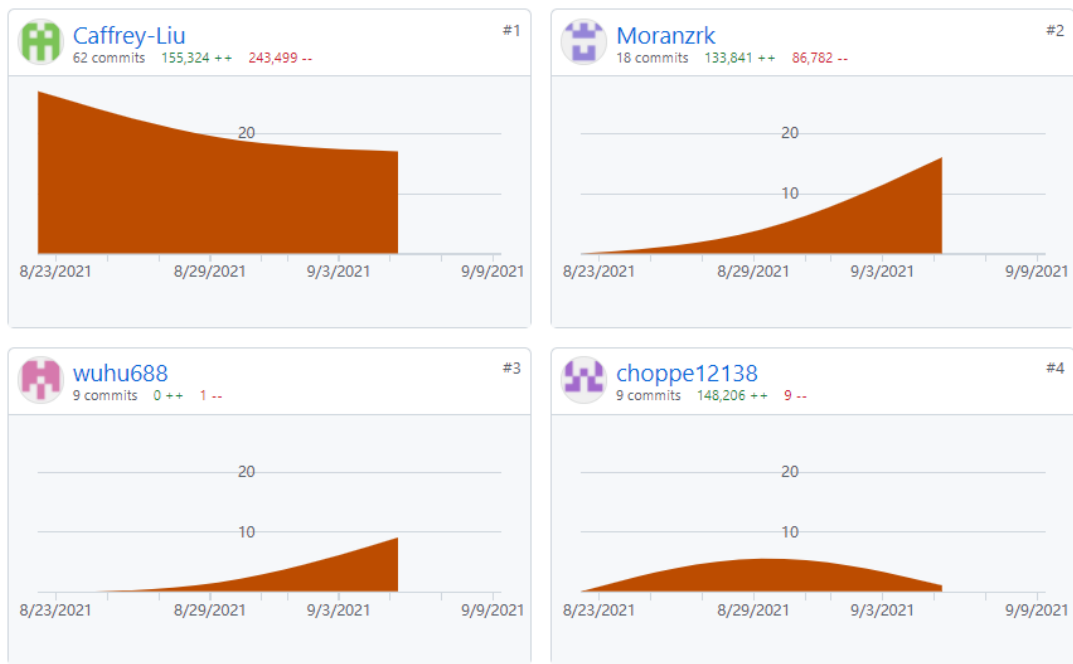 Caffrey-Liu #1
62 commits 155,324 ++ 243,499 --
20
8/23/2021 8/29/2021 9/3/2021 9/9/2021
Moranzrk #2
18 commits 133,841 ++ 86,782 --
20
10
8/23/2021 8/29/2021 9/3/2021 9/9/2021
wuhu688 #3
9 commits 0 ++ 1 --
20
10
8/23/2021 8/29/2021 9/3/2021 9/9/2021
choppe12138 #4
9 commits 148,206 ++ 9 --
20
10
8/23/2021 8/29/2021 9/3/2021 9/9/2021